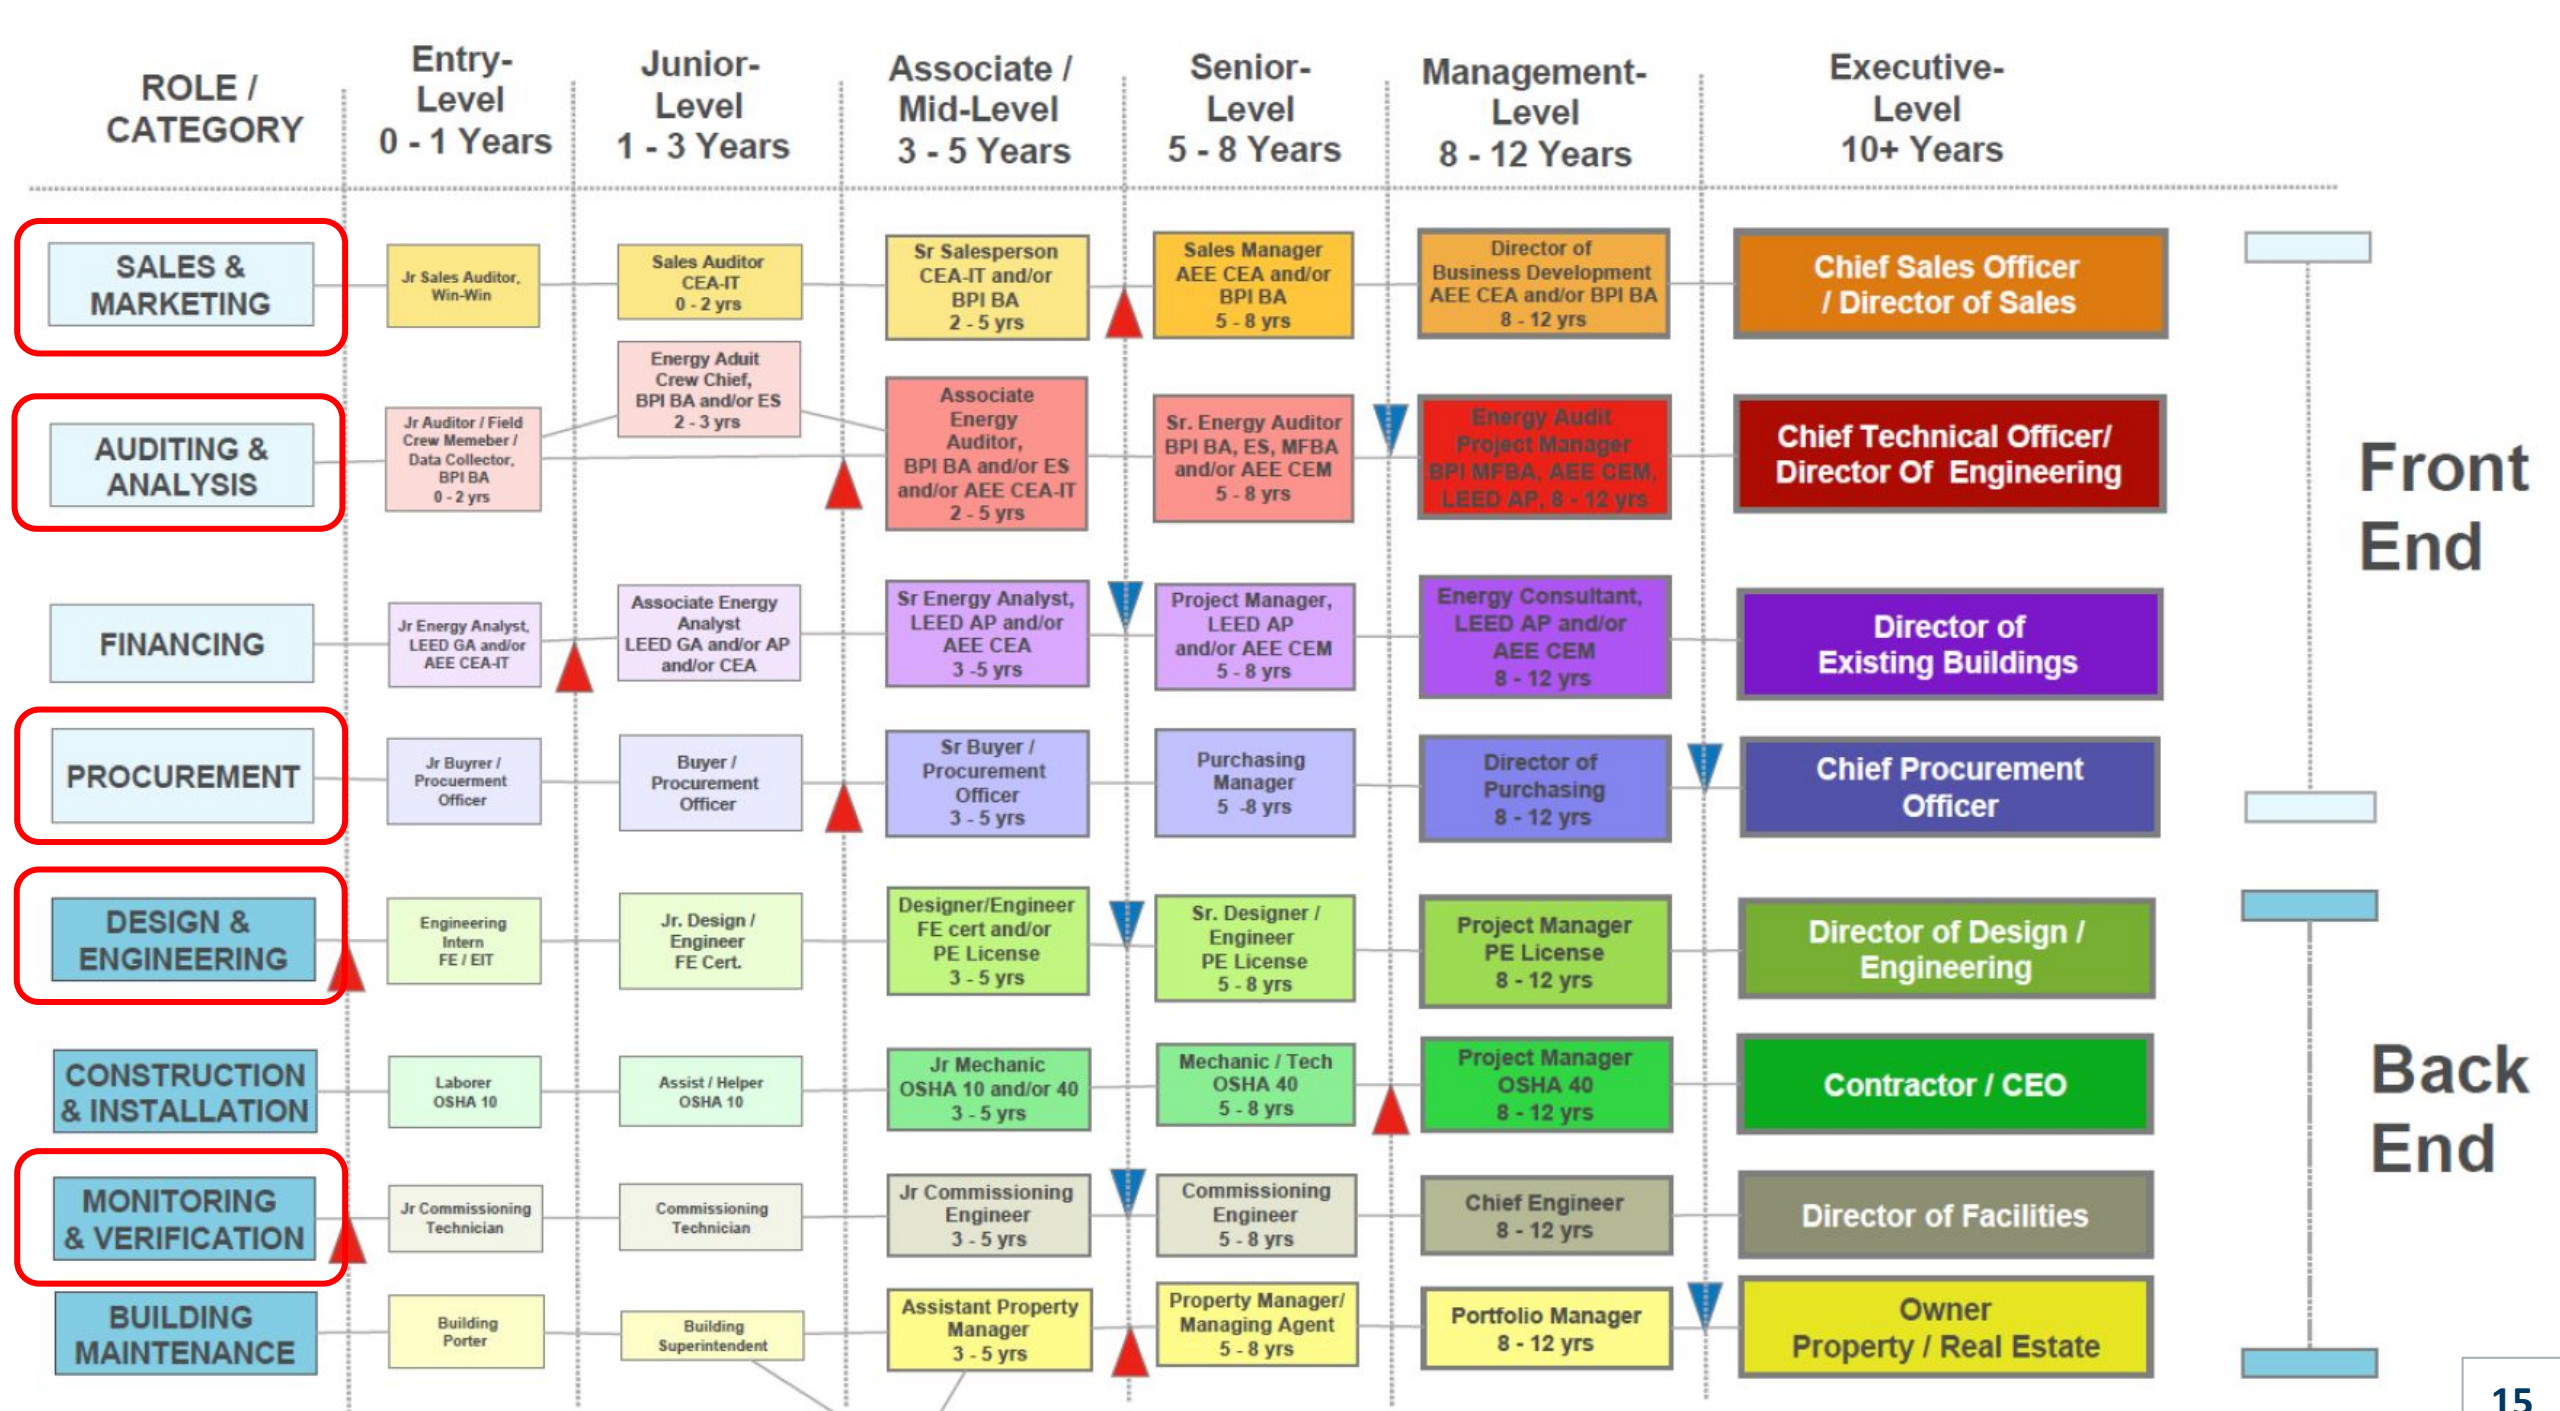 ROLE /
CATEGORY
Entry-
Level
0 - 1 Years
Junior-
Level
1 - 3 Years
Associate /
Mid-Level
3 - 5 Years
Senior-
Level
5 - 8 Years
Management-
Level
8 - 12 Years
Executive-
Level
10+ Years
SALES &
MARKETING
Jr Sales Auditor,
Win-Win
Sales Auditor
CEA-IT
0 - 2 yrs
Sr Salesperson
CEA-IT and/or
BPI BA
2 - 5 yrs
Sales Manager
AEE CEA and/or
BPI BA
5 - 8 yrs
Director of
Business Development
AEE CEA and/or BPI BA
8 - 12 yrs
Chief Sales Officer
/ Director of Sales
AUDITING &
ANALYSIS
Jr Auditor / Field
Crew Memeber /
Data Collector,
BPI BA
0 - 2 yrs
Energy Aduit
Crew Chief,
BPI BA and/or ES
2 - 3 yrs
Associate
Energy
Auditor,
BPI BA and/or ES
and/or AEE CEA-IT
2 - 5 yrs
Sr. Energy Auditor
BPI BA, ES, MFBA
and/or AEE CEM
5 - 8 yrs
Energy Audit
Project Manager
BPI MFBA, AEE CEM,
LEED AP, 8 - 12 yrs
Chief Technical Officer/
Director Of Engineering
Front
End
FINANCING
Jr Energy Analyst,
LEED GA and/or
AEE CEA-IT
Associate Energy
Analyst
LEED GA and/or AP
and/or CEA
Sr Energy Analyst,
LEED AP and/or
AEE CEA
3 -5 yrs
Project Manager,
LEED AP
and/or AEE CEM
5 - 8 yrs
Energy Consultant,
LEED AP and/or
AEE CEM
8 - 12 yrs
Director of
Existing Buildings
PROCUREMENT
Jr Buyrer /
Procuerment
Officer
Buyer /
Procurement
Officer
Sr Buyer /
Procurement
Officer
3 - 5 yrs
Purchasing
Manager
5 -8 yrs
Director of
Purchasing
8 - 12 yrs
Chief Procurement
Officer
DESIGN &
ENGINEERING
Engineering
Intern
FE / EIT
Jr. Design /
Engineer
FE Cert.
Designer/Engineer
FE cert and/or
PE License
3 - 5 yrs
Sr. Designer /
Engineer
PE License
5 - 8 yrs
Project Manager
PE License
8 - 12 yrs
Director of Design /
Engineering
CONSTRUCTION
& INSTALLATION
Laborer
OSHA 10
Assist / Helper
OSHA 10
Jr Mechanic
OSHA 10 and/or 40
3 - 5 yrs
Mechanic / Tech
OSHA 40
5 - 8 yrs
Project Manager
OSHA 40
8 - 12 yrs
Contractor / CEO
Back
End
MONITORING
& VERIFICATION
Jr Commissioning
Technician
Commissioning
Technician
Jr Commissioning
Engineer
3 - 5 yrs
Commissioning
Engineer
5 - 8 yrs
Chief Engineer
8 - 12 yrs
Director of Facilities
BUILDING
MAINTENANCE
Building
Porter
Building
Superintendent
Assistant Property
Manager
3 - 5 yrs
Property Manager/
Managing Agent
5 - 8 yrs
Portfolio Manager
8 - 12 yrs
Owner
Property / Real Estate
15